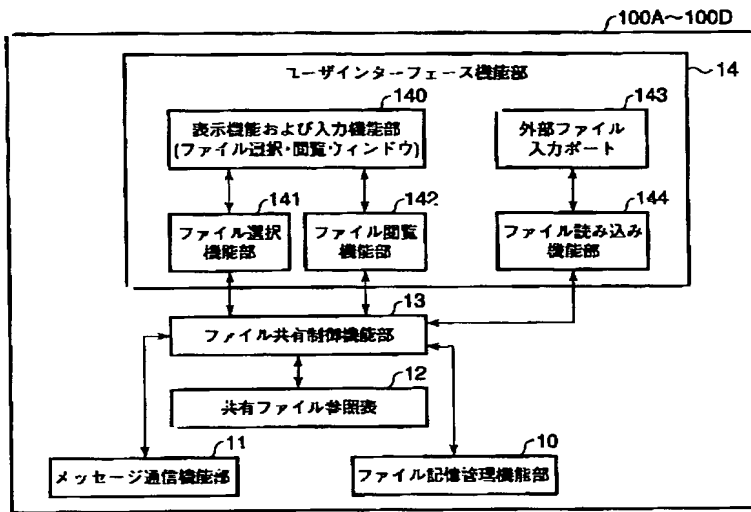 100A～100D
ユーザインターフェース機能部
14
140
表示機能および入力機能部
(ファイル選択・閲覧・ウィンドウ)
143
外部ファイル
入力ポート
141
ファイル選択
機能部
142
ファイル閲覧
機能部
144
ファイル読み込み
機能部
13
ファイル共有制御機能部
12
共有ファイル参照表
11
メッセージ通信機能部
10
ファイル記憶管理機能部